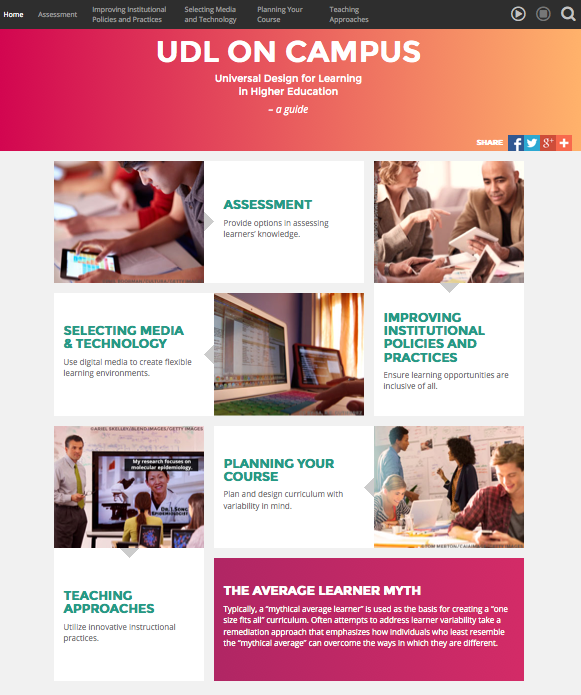 Home
Assessment
Improving Institutional
Policies and Practices
Selecting Media
and Technology
Planning Your
Course
Teaching
Approaches
UDL ON CAMPUS
Universal Design for Learning
in Higher Education
– a guide
SHARE
ASSESSMENT
Provide options in assessing
learners' knowledge.
SELECTING MEDIA
& TECHNOLOGY
Use digital media to create flexible
learning environments.
IMPROVING
INSTITUTIONAL
POLICIES AND
PRACTICES
Ensure learning opportunities are
inclusive of all.
ARIEL SKELLEY/BLEND IMAGES/GETTY IMAGES
My research focuses on
molecular epidemiology.
DR. J SONG
EPIDEMIOLOGIST
PLANNING YOUR
COURSE
Plan and design curriculum with
variability in mind.
TEACHING
APPROACHES
Utilize innovative instructional
practices.
THE AVERAGE LEARNER MYTH
Typically, a "mythical average learner" is used as the basis for creating a "one
size fits all" curriculum. Often attempts to address learner variability take a
remediation approach that emphasizes how individuals who least resemble
the "mythical average" can overcome the ways in which they are different.